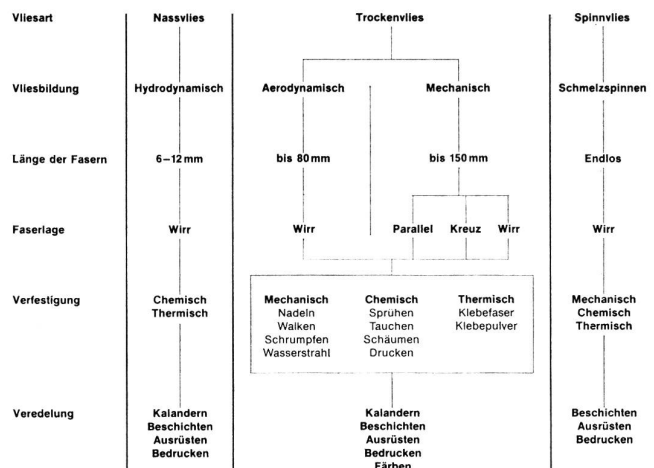 Vliesart Nassvlies Trockenvlies Spinnvlies
Vliesbildung Hydrodynamisch Aerodynamisch Mechanisch Schmelzspinnen
Länge der Fasern 6–12 mm bis 80 mm bis 150 mm Endlos
Faserlage Wirr Wirr Parallel Kreuz Wirr Wirr
Verfestigung Chemisch Mechanisch Chemisch Thermisch Mechanisch
Thermisch Nadeln Sprühen Klebefaser Chemisch
Walken Tauchen Klebepulver Thermisch
Schrumpfen Schäumen
Wasserstrahl Drucken
Veredelung Kalandern Kalandern Beschichten
Beschichten Beschichten Ausrüsten
Ausrüsten Ausrüsten Bedrucken
Bedrucken Bedrucken
Färben